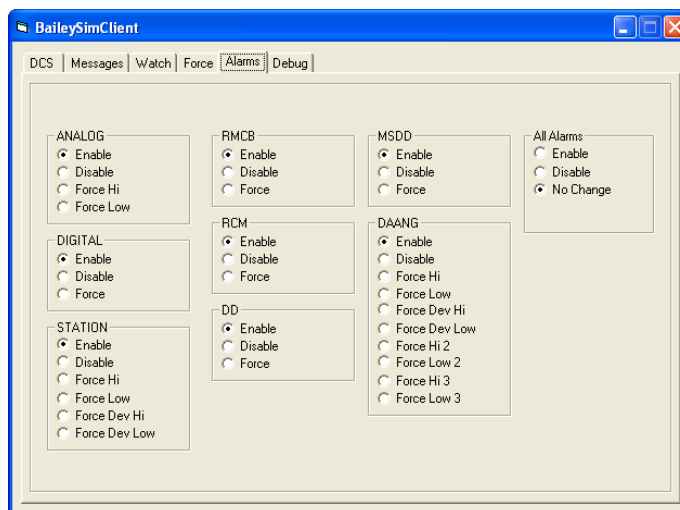 BaileySimClient
DCS Messages Watch Force Alarms Debug
ANALOG
Enable
Disable
Force Hi
Force Low
DIGITAL
Enable
Disable
Force
STATION
Enable
Disable
Force Hi
Force Low
Force Dev Hi
Force Dev Low
RMCB
Enable
Disable
Force
RCM
Enable
Disable
Force
DD
Enable
Disable
Force
MSDD
Enable
Disable
Force
DAANG
Enable
Disable
Force Hi
Force Low
Force Dev Hi
Force Dev Low
Force Hi 2
Force Low 2
Force Hi 3
Force Low 3
All Alarms
Enable
Disable
No Change